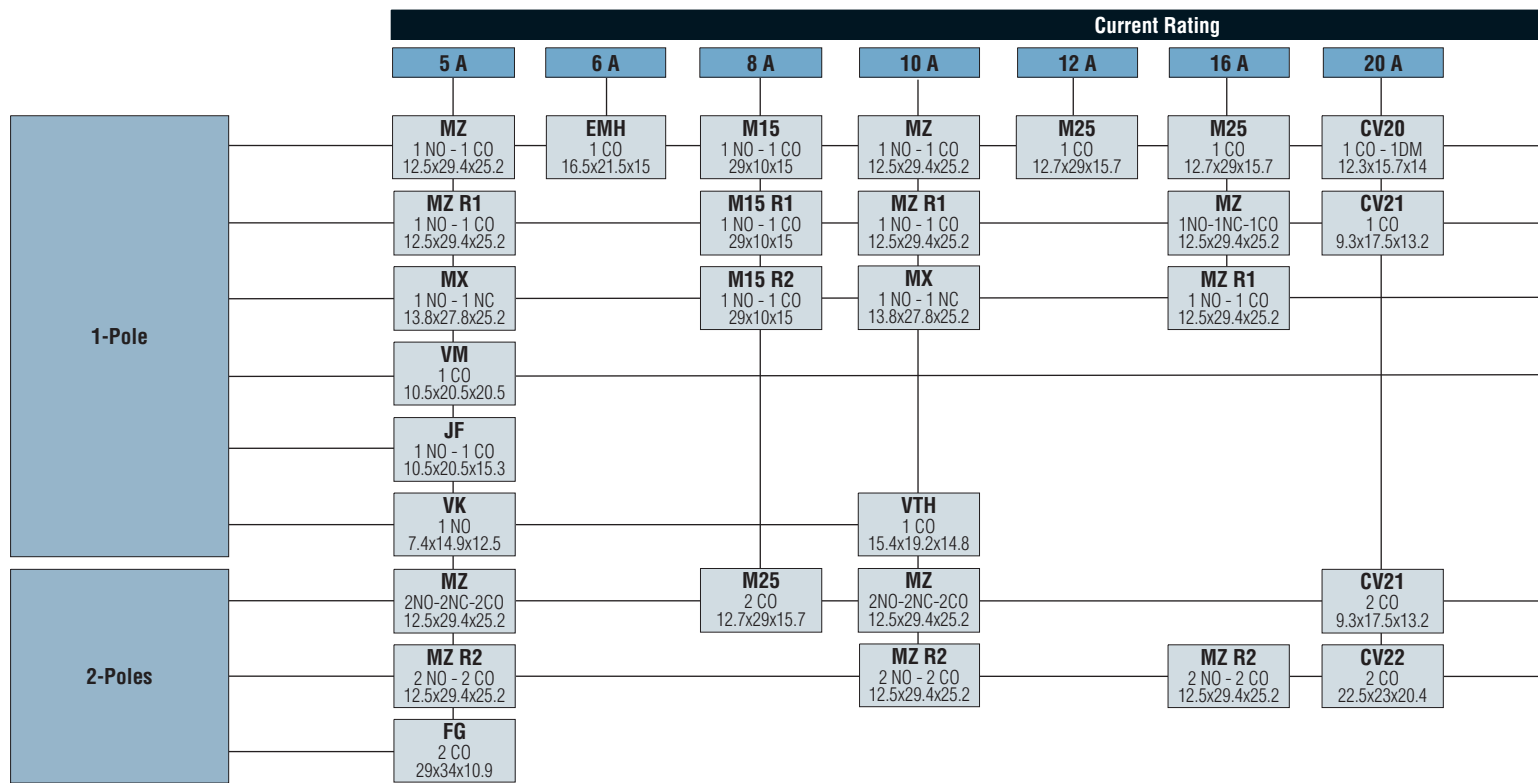 Current Rating
5 A
6 A
8 A
10 A
12 A
16 A
20 A
1-Pole
MZ
1 NO - 1 CO
12.5x29.4x25.2
EMH
1 CO
16.5x21.5x15
M15
1 NO - 1 CO
29x10x15
MZ
1 NO - 1 CO
12.5x29.4x25.2
M25
1 CO
12.7x29x15.7
M25
1 CO
12.7x29x15.7
CV20
1 CO - 1DM
12.3x15.7x14
MZ R1
1 NO - 1 CO
12.5x29.4x25.2
M15 R1
1 NO - 1 CO
29x10x15
MZ R1
1 NO - 1 CO
12.5x29.4x25.2
MZ
1NO-1NC-1CO
12.5x29.4x25.2
CV21
1 CO
9.3x17.5x13.2
MX
1 NO - 1 NC
13.8x27.8x25.2
M15 R2
1 NO - 1 CO
29x10x15
MX
1 NO - 1 NC
13.8x27.8x25.2
MZ R1
1 NO - 1 CO
12.5x29.4x25.2
VM
1 CO
10.5x20.5x20.5
JF
1 NO - 1 CO
10.5x20.5x15.3
VK
1 NO
7.4x14.9x12.5
VTH
1 CO
15.4x19.2x14.8
2-Poles
MZ
2NO-2NC-2CO
12.5x29.4x25.2
M25
2 CO
12.7x29x15.7
MZ
2NO-2NC-2CO
12.5x29.4x25.2
CV21
2 CO
9.3x17.5x13.2
MZ R2
2 NO - 2 CO
12.5x29.4x25.2
MZ R2
2 NO - 2 CO
12.5x29.4x25.2
MZ R2
2 NO - 2 CO
12.5x29.4x25.2
CV22
2 CO
22.5x23x20.4
FG
2 CO
29x34x10.9